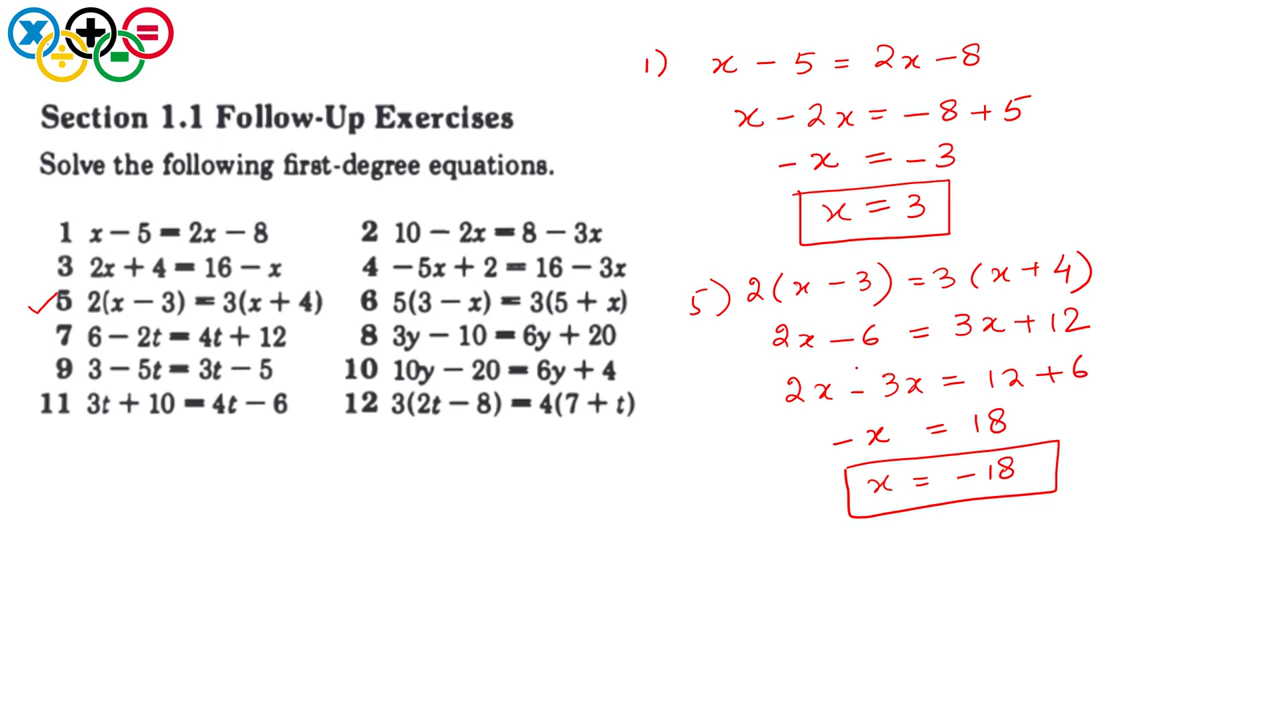 Section 1.1 Follow-Up Exercises
Solve the following first-degree equations.
1 x − 5 = 2x − 8
2 10 − 2x = 8 − 3x
3 2x + 4 = 16 − x
4 −5x + 2 = 16 − 3x
5 2(x − 3) = 3(x + 4)
6 5(3 − x) = 3(5 + x)
7 6 − 2t = 4t + 12
8 3y − 10 = 6y + 20
9 3 − 5t = 3t − 5
10 10y − 20 = 6y + 4
11 3t + 10 = 4t − 6
12 3(2t − 8) = 4(7 + t)
1) x − 5 = 2x − 8
x − 2x = − 8 + 5
− x = − 3
x = 3
5) 2(x − 3) = 3(x + 4)
2x − 6 = 3x + 12
2x − 3x = 12 + 6
− x = 18
x = − 18